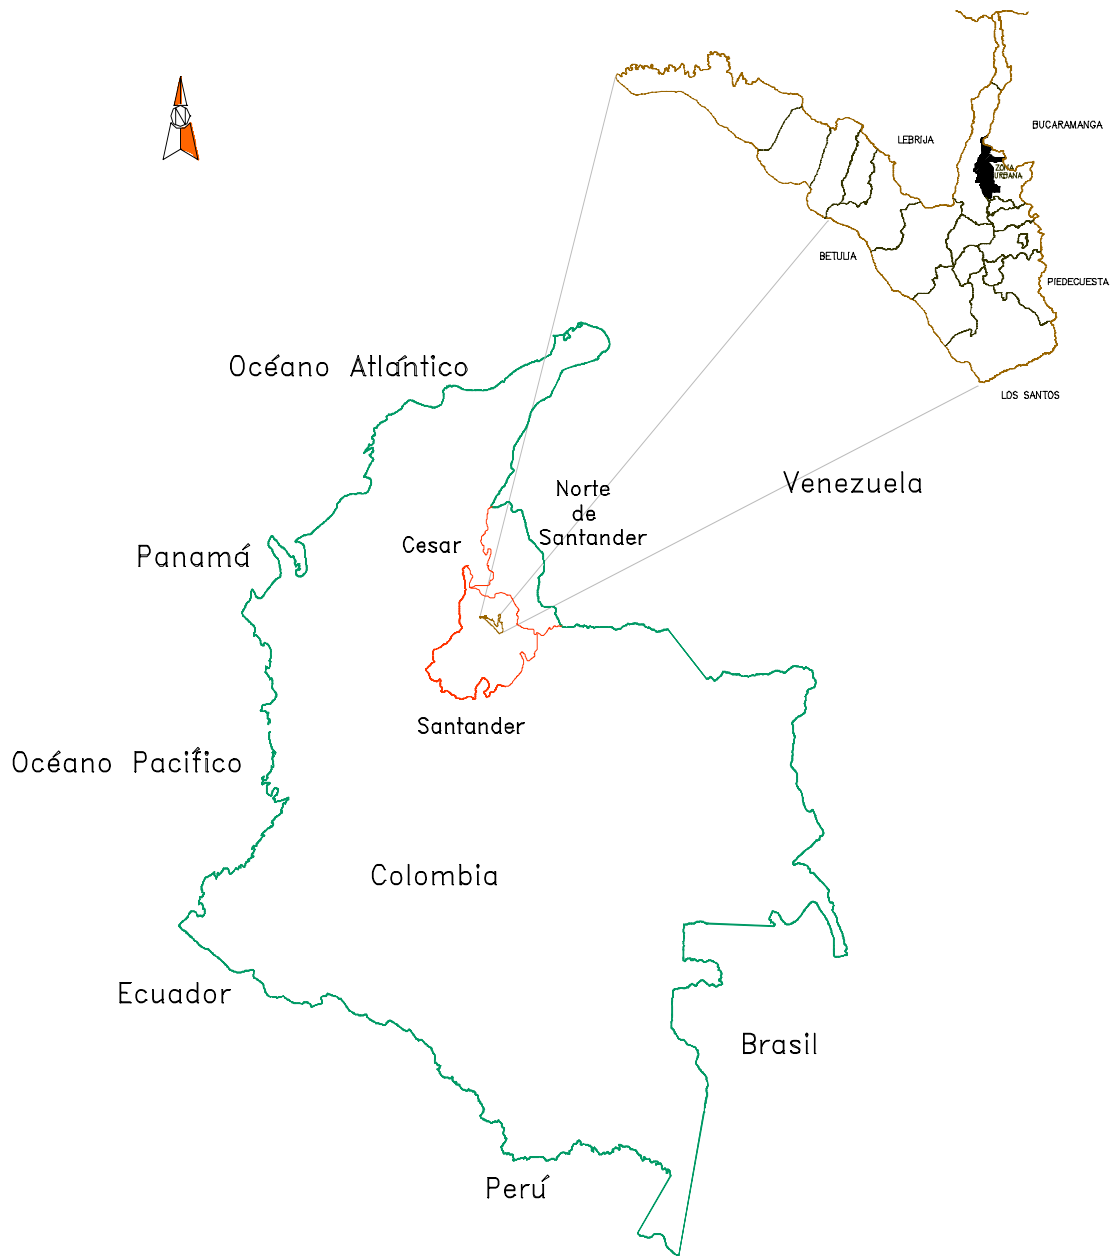 N
BUCARAMANGA
LEBRIJA
ZONA
URBANA
BETULIA
PIEDECUESTA
LOS SANTOS
Océano Atlántico
Venezuela
Norte
de
Santander
Cesar
Panamá
Santander
Océano Pacífico
Colombia
Ecuador
Brasil
Perú